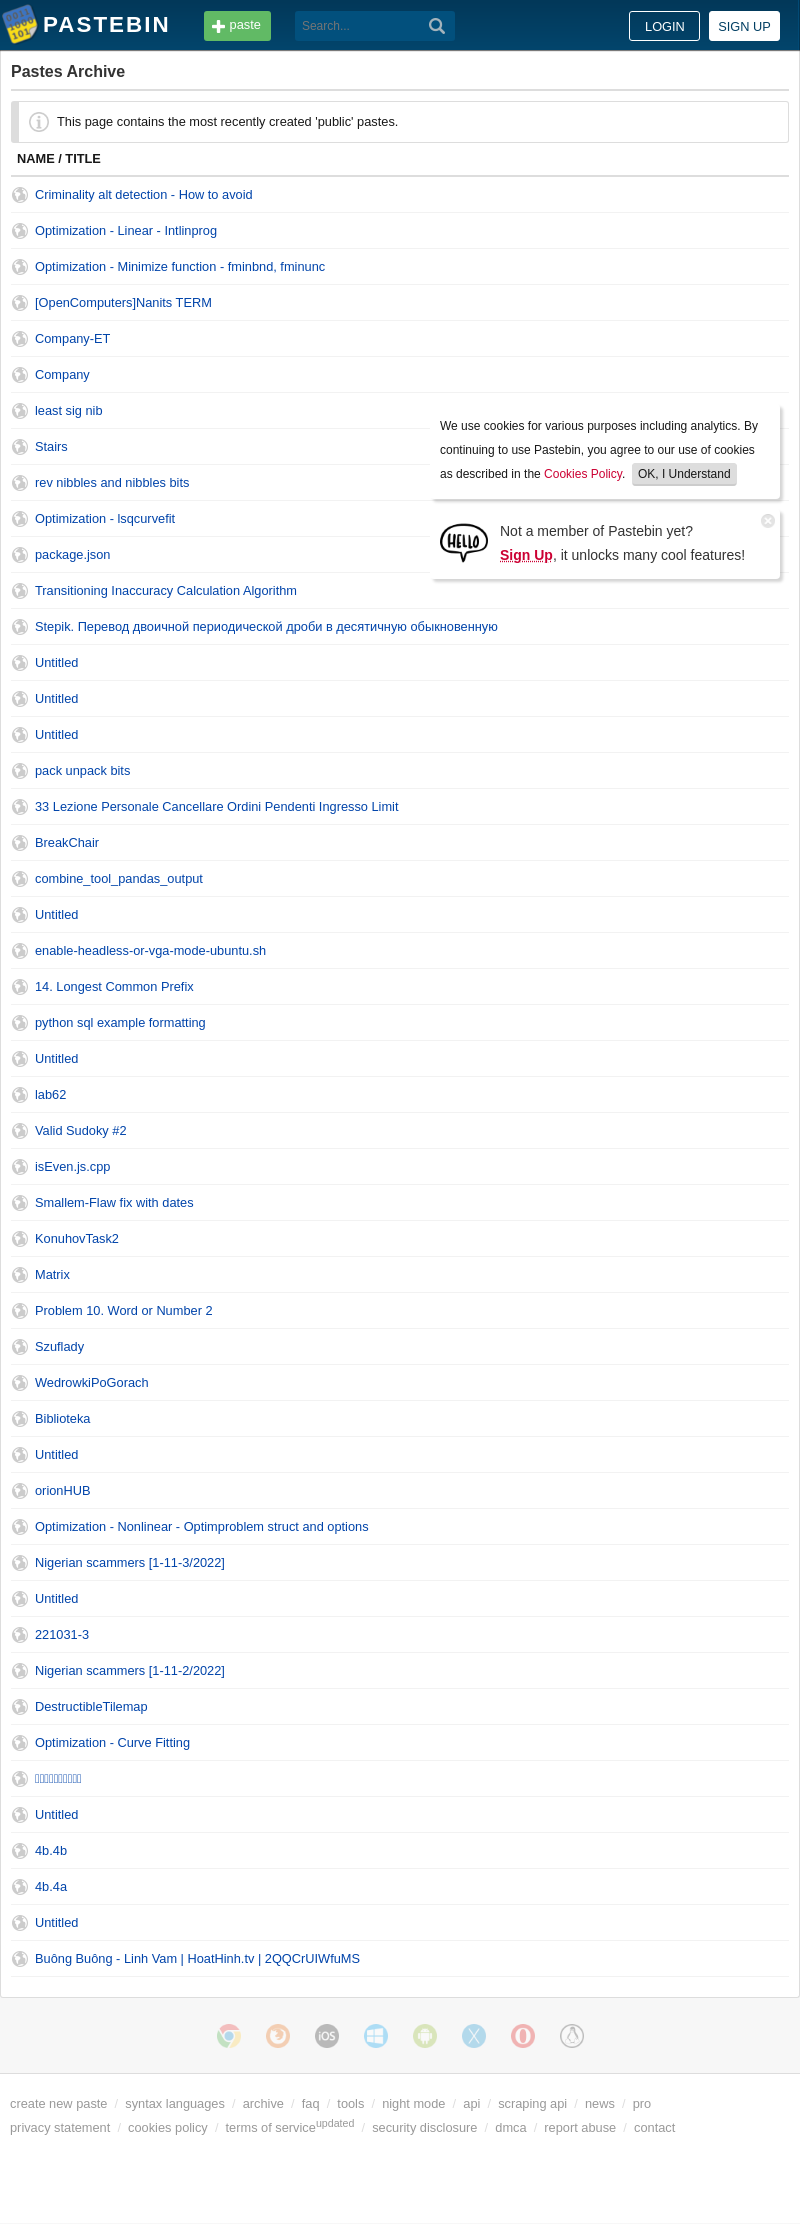 PASTEBIN
paste
Search...
LOGIN
SIGN UP
Pastes Archive
This page contains the most recently created 'public' pastes.
NAME / TITLE
Criminality alt detection - How to avoid
Optimization - Linear - Intlinprog
Optimization - Minimize function - fminbnd, fminunc
[OpenComputers]Nanits TERM
Company-ET
Company
least sig nib
Stairs
rev nibbles and nibbles bits
Optimization - lsqcurvefit
package.json
We use cookies for various purposes including analytics. By
continuing to use Pastebin, you agree to our use of cookies
as described in the Cookies Policy. OK, I Understand
HELLO
Not a member of Pastebin yet?
Sign Up, it unlocks many cool features!
Transitioning Inaccuracy Calculation Algorithm
Stepik. Перевод двоичной периодической дроби в десятичную обыкновенную
Untitled
Untitled
Untitled
pack unpack bits
33 Lezione Personale Cancellare Ordini Pendenti Ingresso Limit
BreakChair
combine_tool_pandas_output
Untitled
enable-headless-or-vga-mode-ubuntu.sh
14. Longest Common Prefix
python sql example formatting
Untitled
lab62
Valid Sudoky #2
isEven.js.cpp
Smallem-Flaw fix with dates
KonuhovTask2
Matrix
Problem 10. Word or Number 2
Szuflady
WedrowkiPoGorach
Biblioteka
Untitled
orionHUB
Optimization - Nonlinear - Optimproblem struct and options
Nigerian scammers [1-11-3/2022]
Untitled
221031-3
Nigerian scammers [1-11-2/2022]
DestructibleTilemap
Optimization - Curve Fitting
Untitled
4b.4b
4b.4a
Untitled
Buông Buông - Linh Vam | HoatHinh.tv | 2QQCrUIWfuMS
iOS
create new paste / syntax languages / archive / faq / tools / night mode / api / scraping api / news / pro
privacy statement / cookies policy / terms of serviceupdated / security disclosure / dmca / report abuse / contact